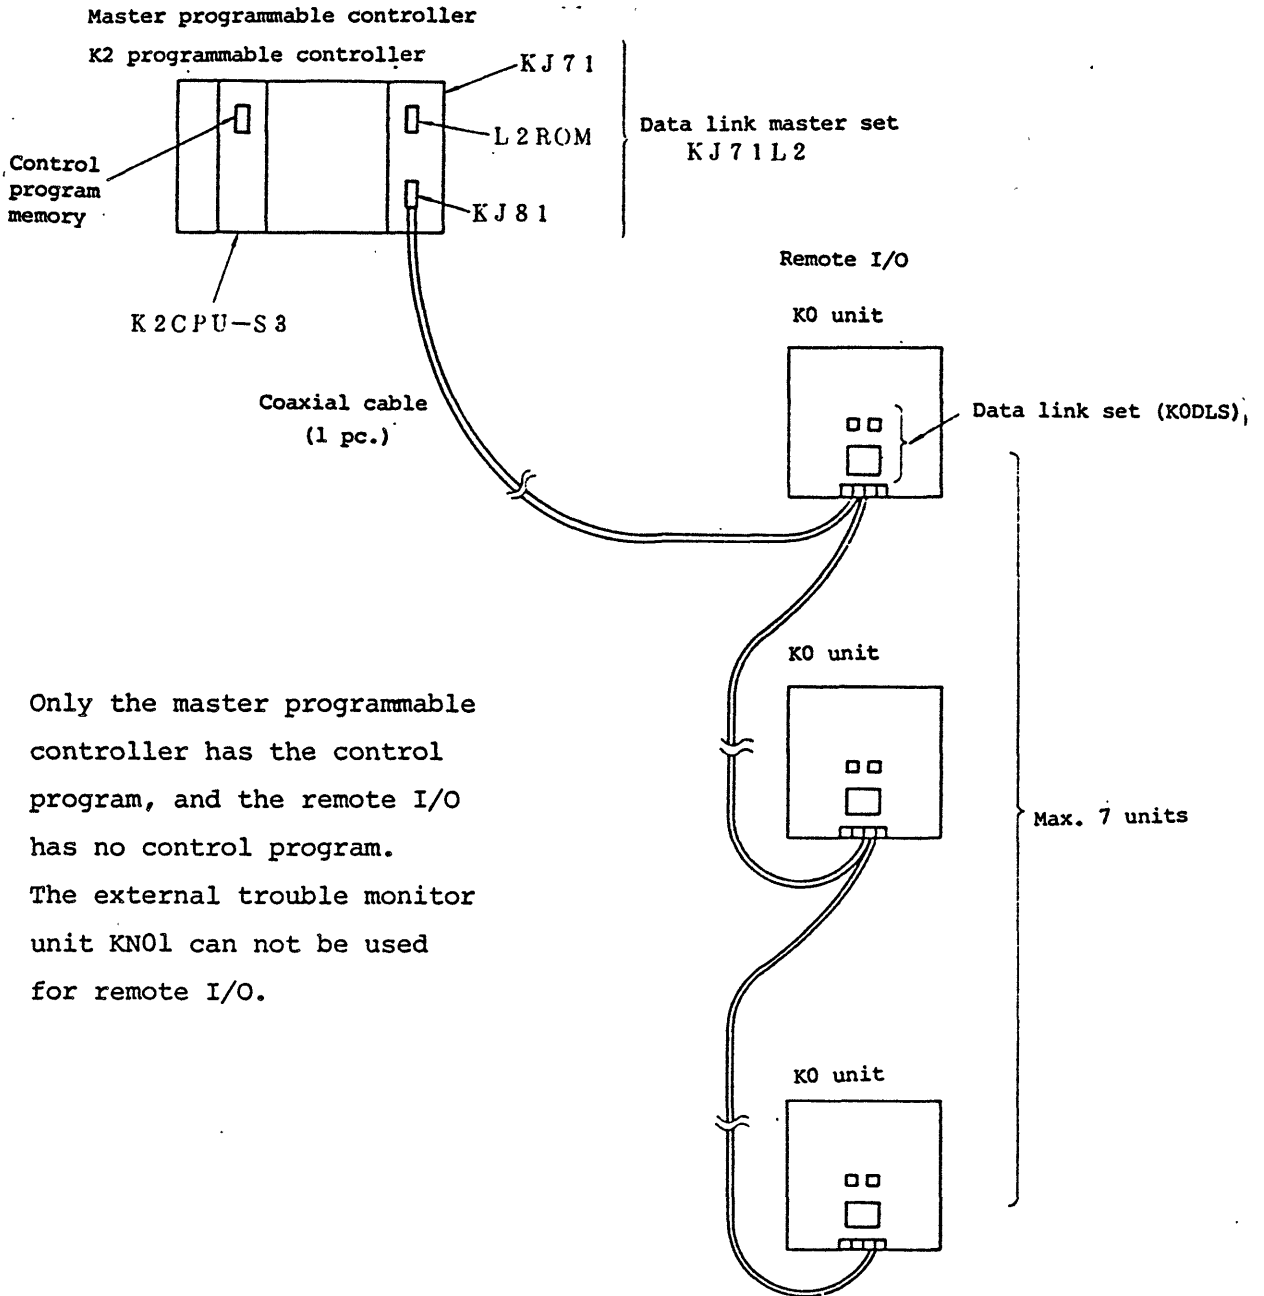 Master programmable controller
K2 programmable controller
KJ71
L2ROM
Data link master set
KJ71L2
Control
program
memory
KJ81
K2CPU-S3
Remote I/O
K0 unit
Coaxial cable
(1 pc.)
Data link set (K0DLS)
K0 unit
Only the master programmable
controller has the control
program, and the remote I/O
has no control program.
The external trouble monitor
unit KN01 can not be used
for remote I/O.
Max. 7 units
K0 unit